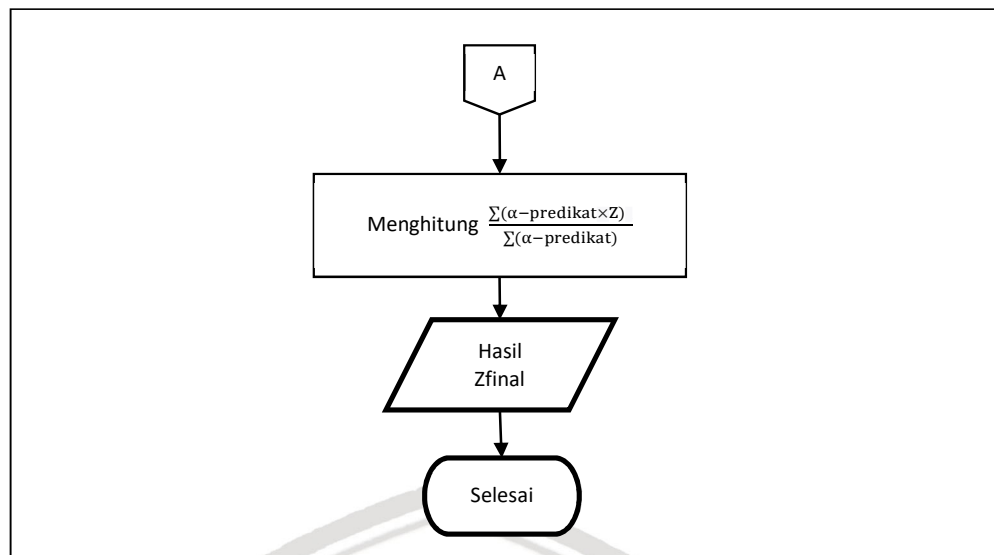 A
Menghitung ∑(α−predikat×Z) / ∑(α−predikat)
Hasil
Zfinal
Selesai